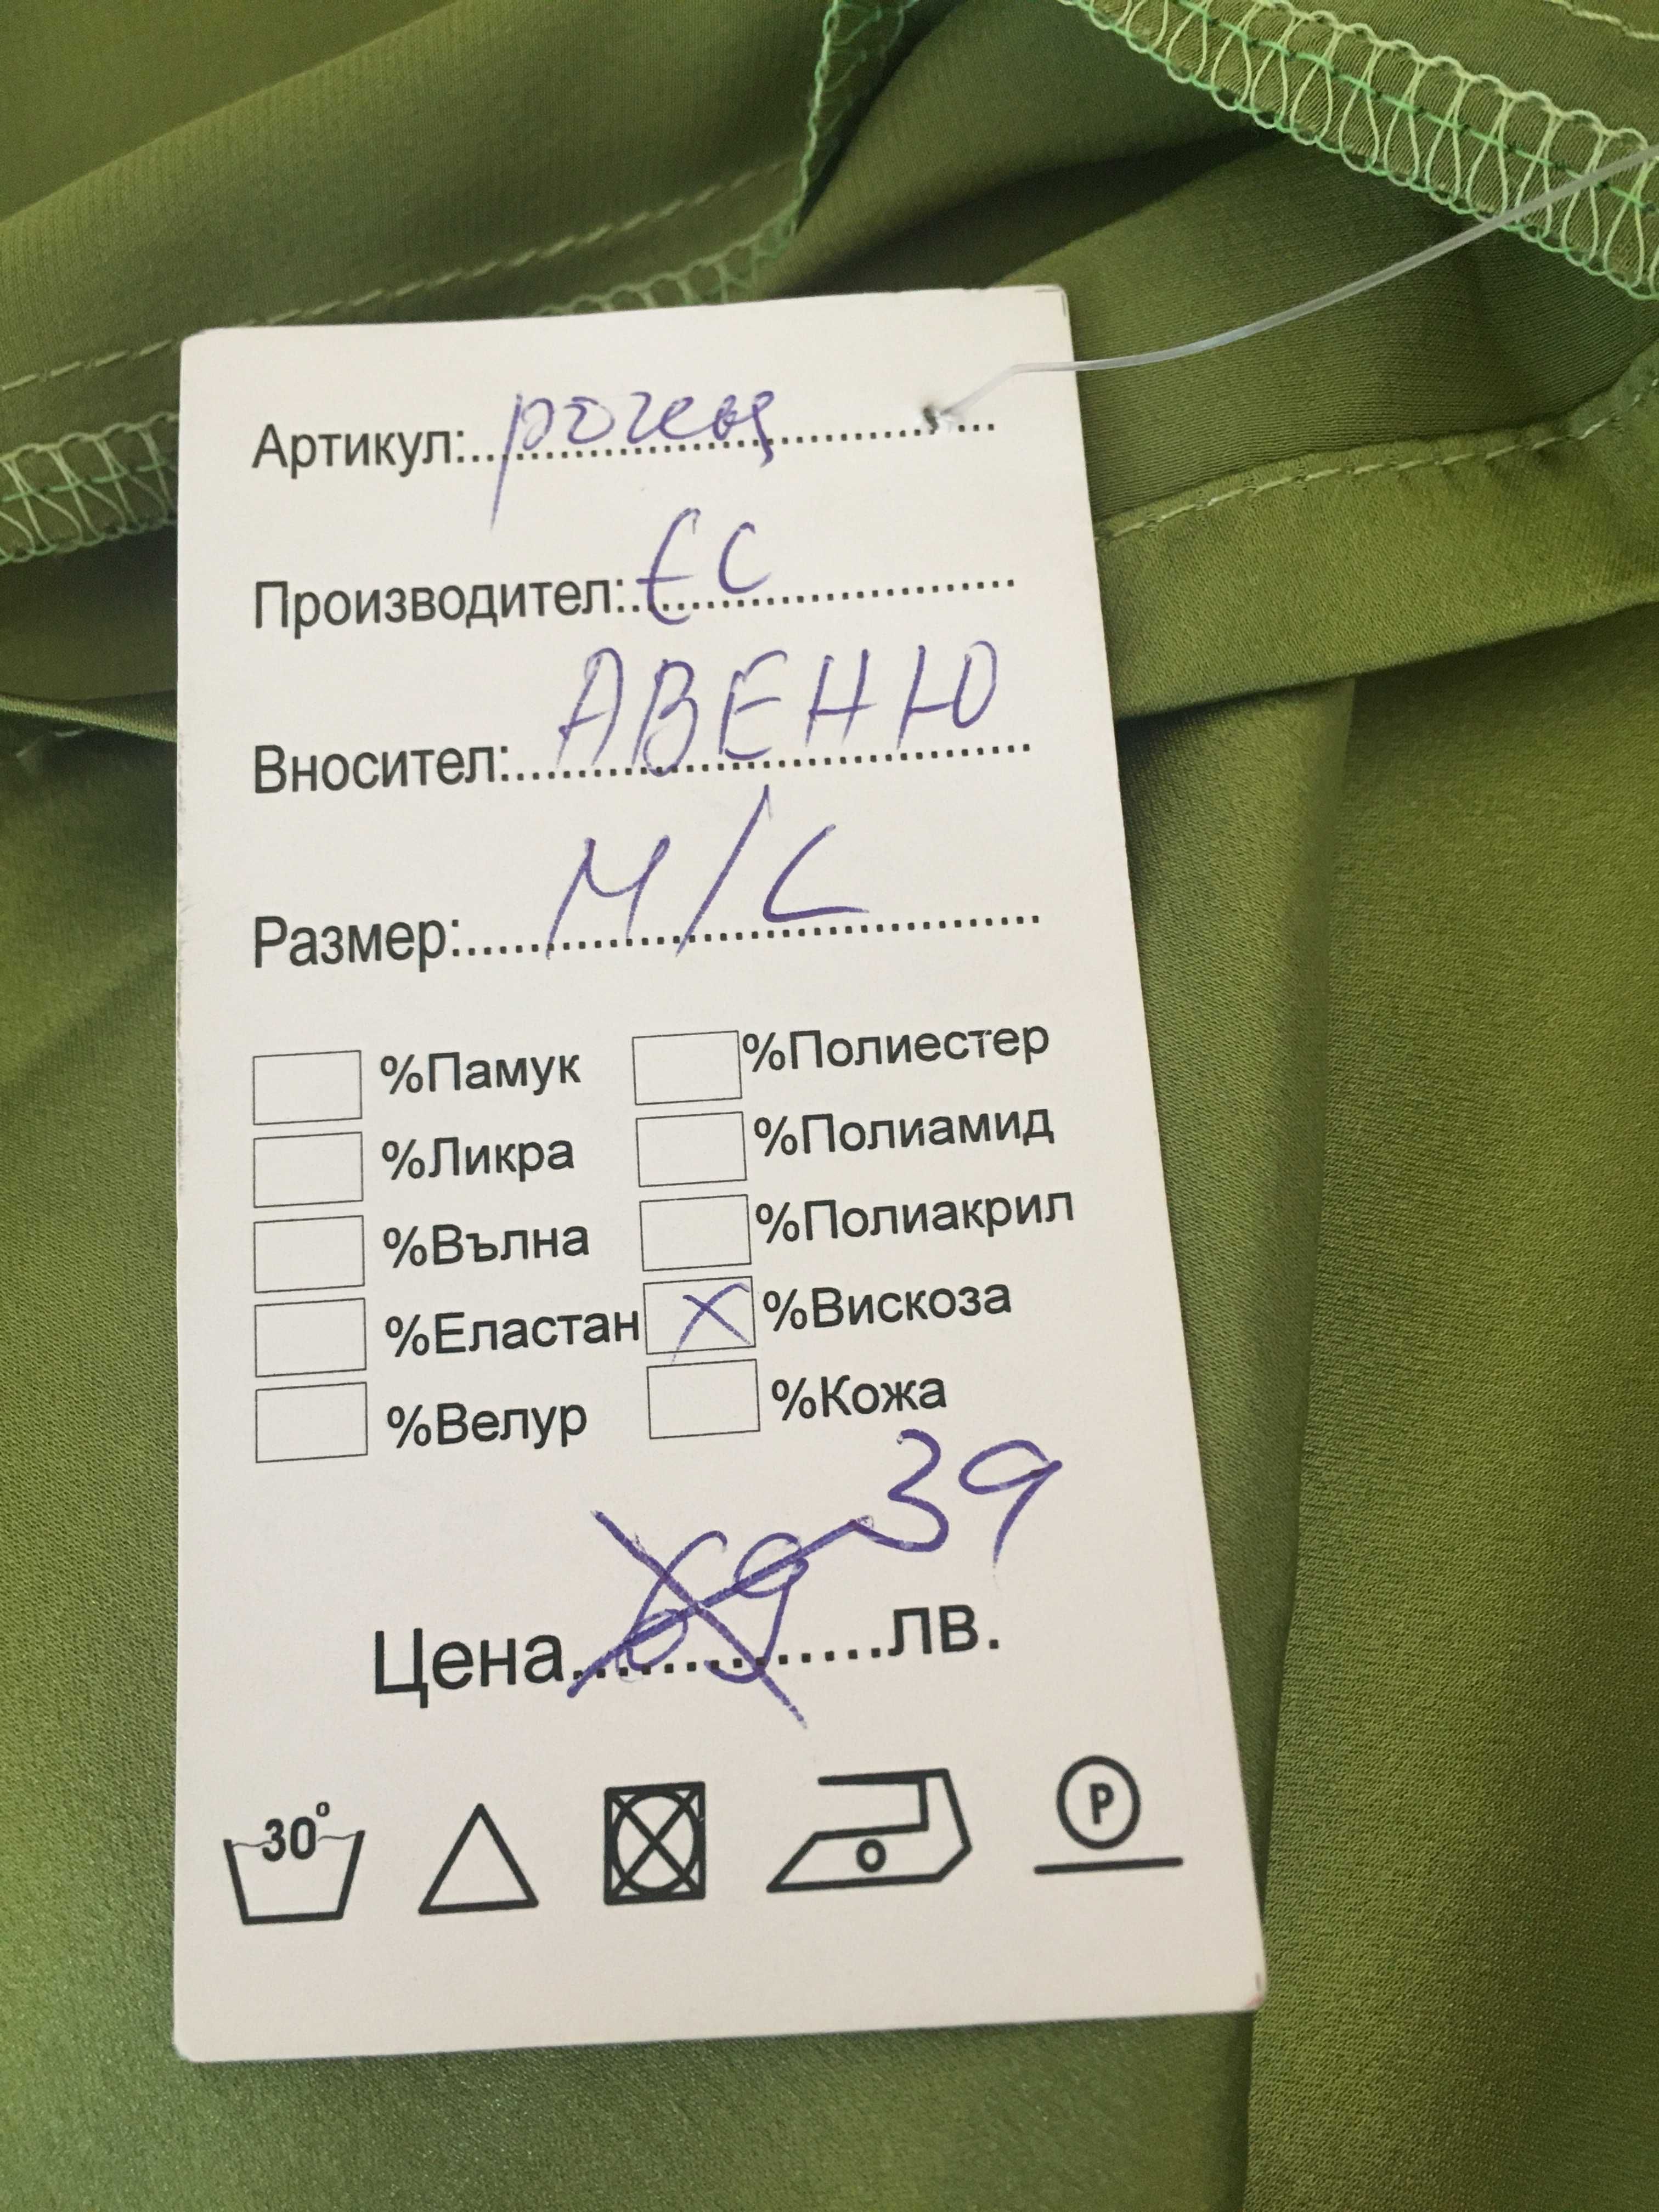 Артикул: рокля
Производител: ЕС
Вносител: АВЕНЮ
Размер: M/L
%Памук %Полиестер
%Ликра %Полиамид
%Вълна %Полиакрил
%Еластан X %Вискоза
%Велур %Кожа
39
Цена 69 лв.
30° P